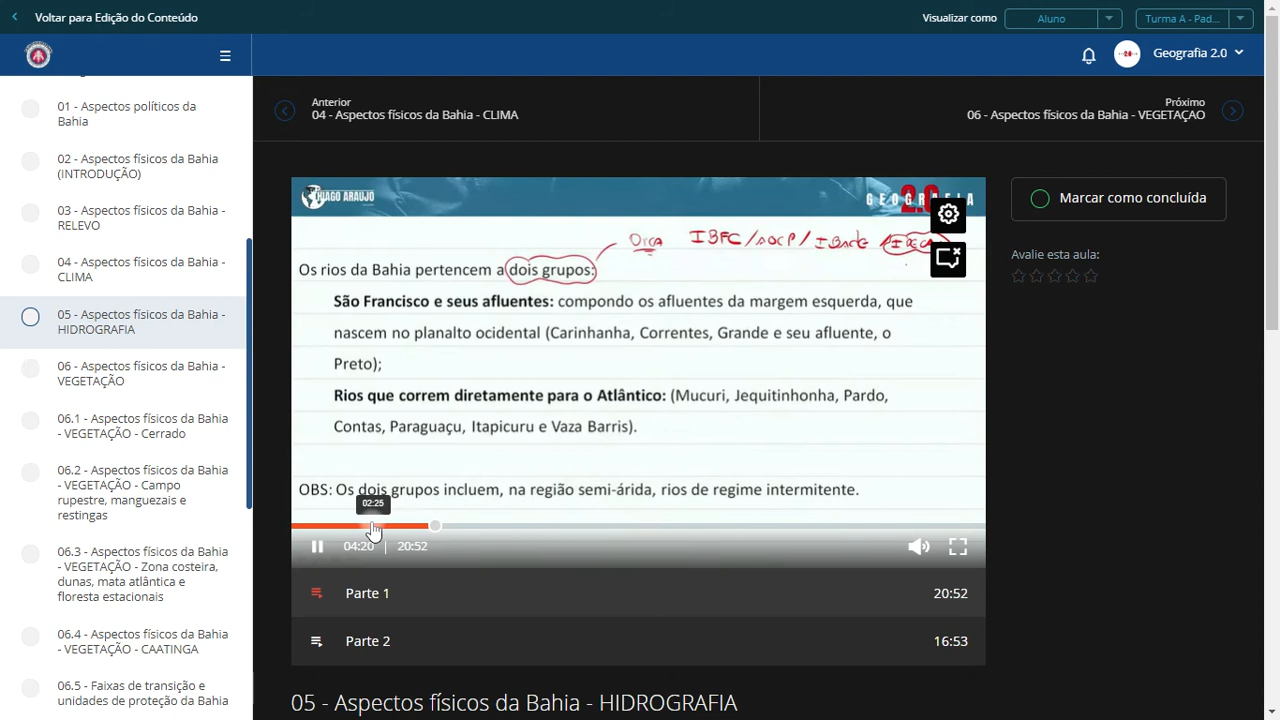 Voltar para Edição do Conteúdo
Visualizar como
Aluno
Turma A - Pad...
Geografia 2.0
01 - Aspectos políticos da
Bahia
02 - Aspectos físicos da Bahia
(INTRODUÇÃO)
03 - Aspectos físicos da Bahia -
RELEVO
04 - Aspectos físicos da Bahia -
CLIMA
05 - Aspectos físicos da Bahia -
HIDROGRAFIA
06 - Aspectos físicos da Bahia -
VEGETAÇÃO
06.1 - Aspectos físicos da Bahia
- VEGETAÇÃO - Cerrado
06.2 - Aspectos físicos da Bahia
- VEGETAÇÃO - Campo
rupestre, manguezais e
restingas
06.3 - Aspectos físicos da Bahia
- VEGETAÇÃO - Zona costeira,
dunas, mata atlântica e
floresta estacionais
06.4 - Aspectos físicos da Bahia
- VEGETAÇÃO - CAATINGA
06.5 - Faixas de transição e
unidades de proteção da Bahia
Anterior
04 - Aspectos físicos da Bahia - CLIMA
Próximo
06 - Aspectos físicos da Bahia - VEGETAÇAO
THIAGO ARAUJO
GEOGRAFIA
2.0
DICA IBFC/AOCP/
Os rios da Bahia pertencem a dois grupos:
São Francisco e seus afluentes: compondo os afluentes da margem esquerda, que
nascem no planalto ocidental (Carinhanha, Correntes, Grande e seu afluente, o
Preto);
Rios que correm diretamente para o Atlântico: (Mucuri, Jequitinhonha, Pardo,
Contas, Paraguaçu, Itapicuru e Vaza Barris).
OBS: Os dois grupos incluem, na região semi-árida, rios de regime intermitente.
02:25
04:20 | 20:52
Parte 1 20:52
Parte 2 16:53
Marcar como concluída
Avalie esta aula:
05 - Aspectos físicos da Bahia - HIDROGRAFIA